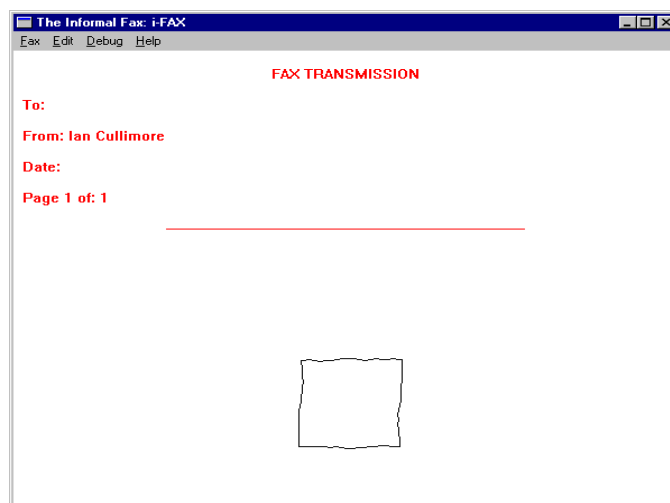 The Informal Fax: i-FAX
Fax Edit Debug Help
FAX TRANSMISSION
To:
From: Ian Cullimore
Date:
Page 1 of: 1